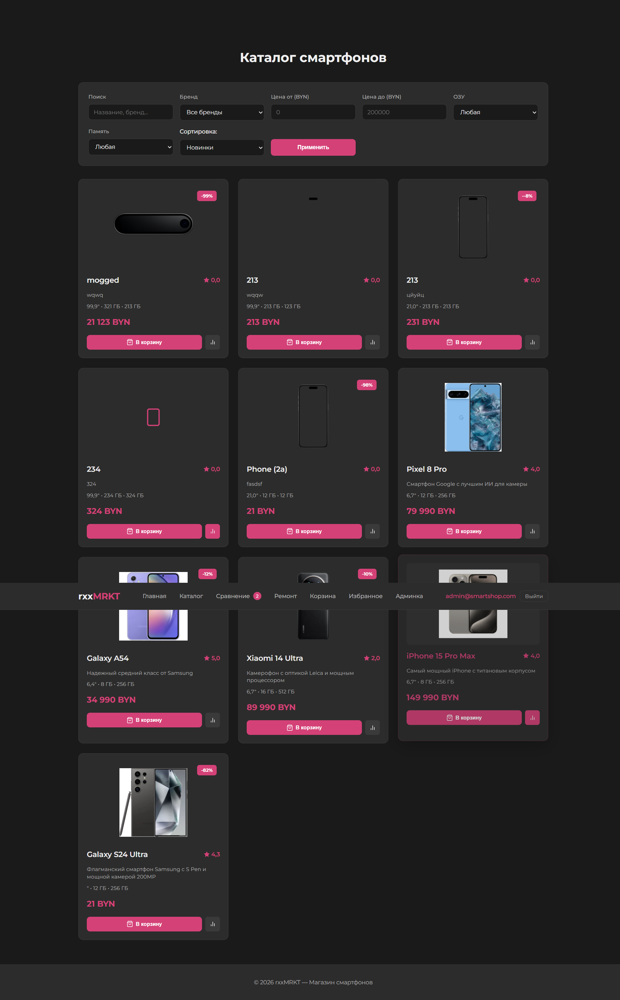 Каталог смартфонов
Поиск
Бренд
Цена от (BYN)
Цена до (BYN)
ОЗУ
Название, бренд...
Все бренды
0
200000
Любая
Память
Сортировка:
Любая
Новинки
Применить
-99%
mogged
0,0
wqwq
99,9" • 321 ГБ • 213 ГБ
21 123 BYN
В корзину
213
0,0
wqqw
99,9" • 213 ГБ • 123 ГБ
213 BYN
В корзину
--8%
213
0,0
цйуйц
21,0" • 213 ГБ • 213 ГБ
231 BYN
В корзину
234
0,0
324
99,9" • 234 ГБ • 324 ГБ
324 BYN
В корзину
-98%
Phone (2a)
0,0
fasdsf
21,0" • 12 ГБ • 12 ГБ
21 BYN
В корзину
Pixel 8 Pro
4,0
Смартфон Google с лучшим ИИ для камеры
6,7" • 12 ГБ • 256 ГБ
79 990 BYN
В корзину
-12%
-10%
rxxMRKT
Главная
Каталог
Сравнение 2
Ремонт
Корзина
Избранное
Админка
admin@smartshop.com
Выйти
Galaxy A54
5,0
Надежный средний класс от Samsung
6,4" • 8 ГБ • 256 ГБ
34 990 BYN
В корзину
Xiaomi 14 Ultra
2,0
Камерофон с оптикой Leica и мощным
процессором
6,7" • 16 ГБ • 512 ГБ
89 990 BYN
В корзину
iPhone 15 Pro Max
4,0
Самый мощный iPhone с титановым корпусом
6,7" • 8 ГБ • 256 ГБ
149 990 BYN
В корзину
-82%
Galaxy S24 Ultra
4,3
Флагманский смартфон Samsung с S Pen и
мощной камерой 200MP
" • 12 ГБ • 256 ГБ
21 BYN
В корзину
© 2026 rxxMRKT — Магазин смартфонов